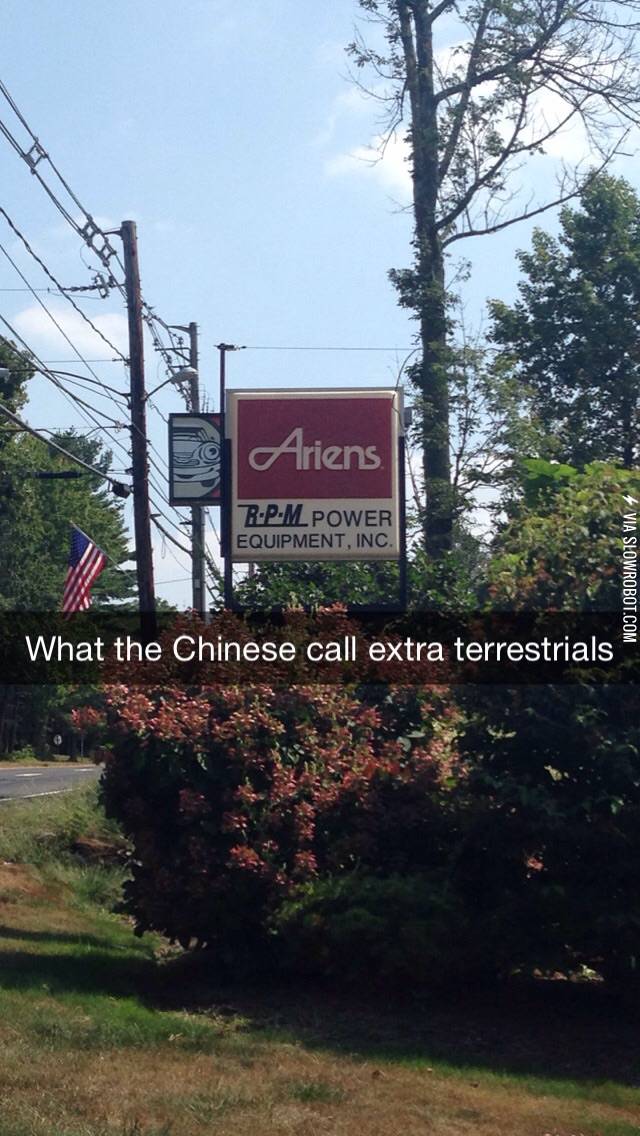 Ariens
R·P·M POWER
EQUIPMENT, INC.
What the Chinese call extra terrestrials
VIA SLOWROBOT.COM